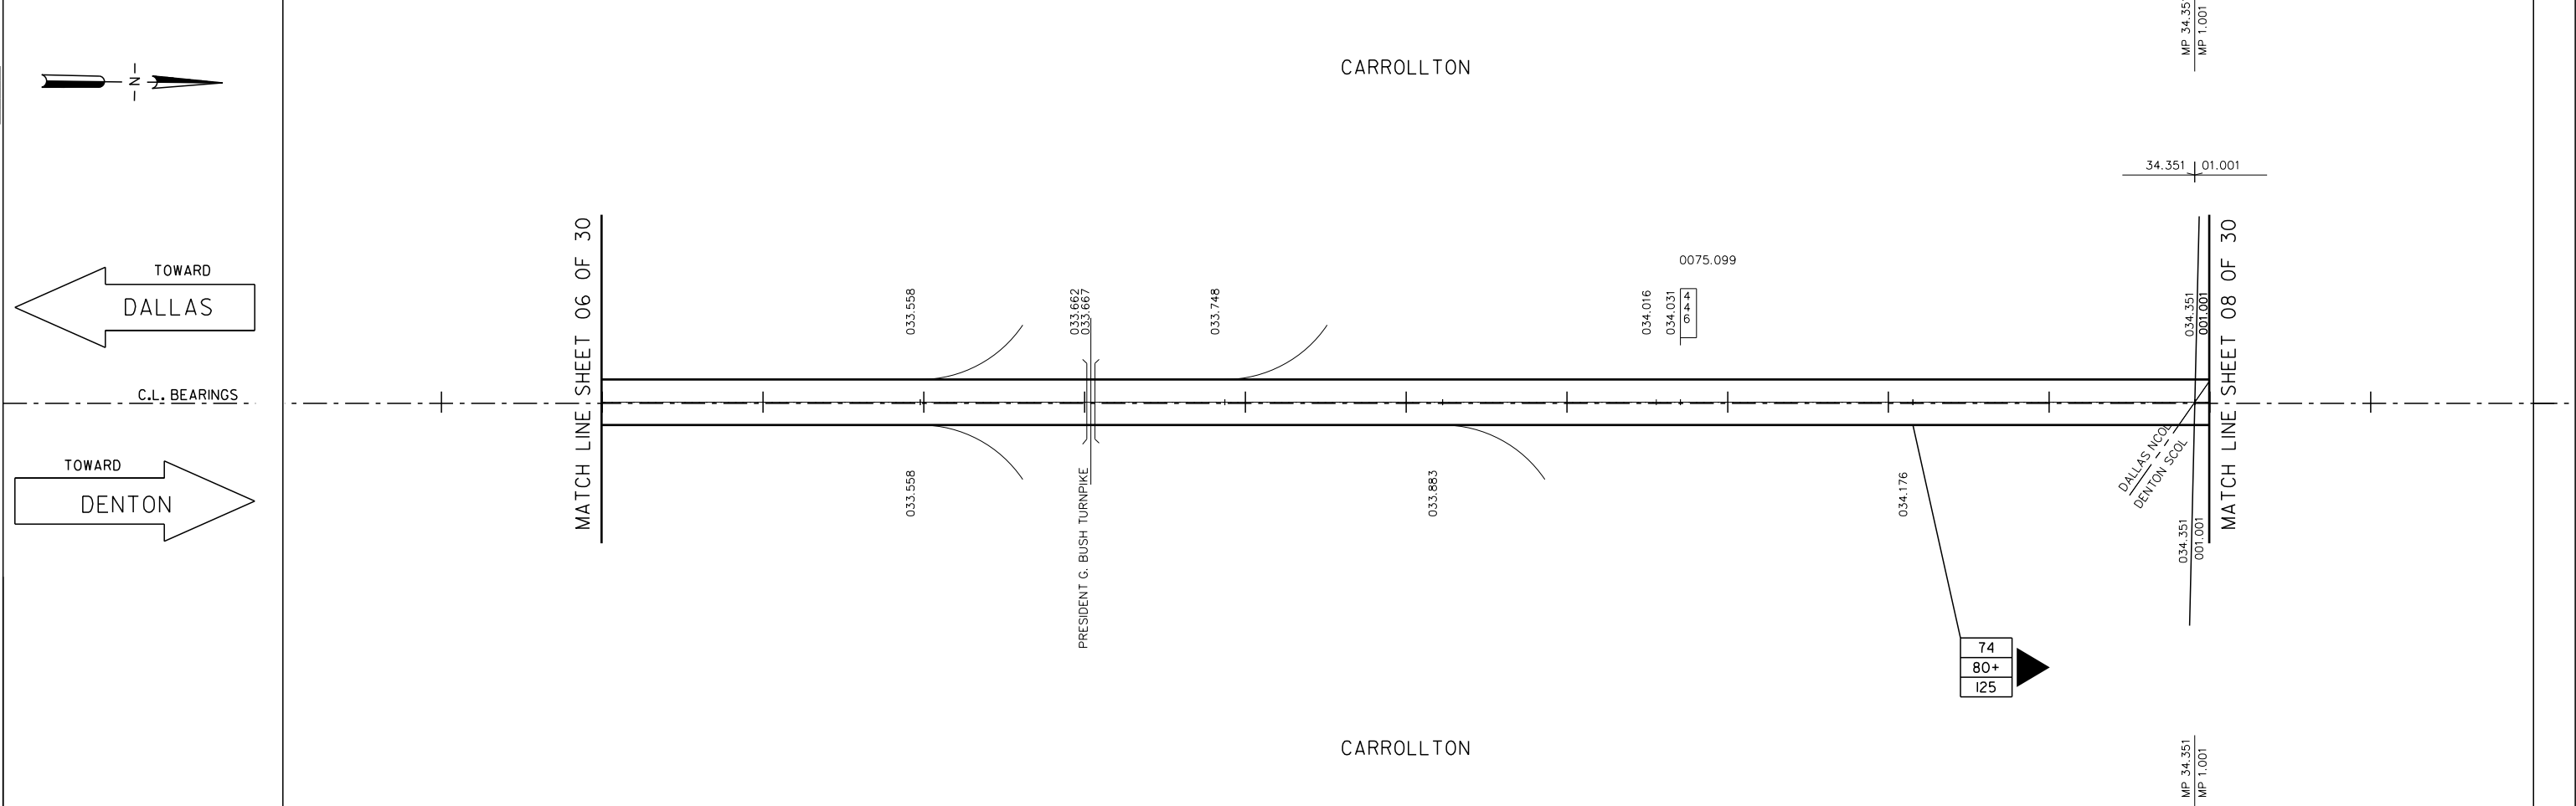 MP 34.351
MP 1.001
CARROLLTON
-N-
34.351
01.001
MATCH LINE SHEET 06 OF 30
MATCH LINE SHEET 08 OF 30
0075.099
TOWARD
DALLAS
033.558
033.662
033.667
033.748
034.016
034.031
4
4
6
034.351
001.001
C.L. BEARINGS
DALLAS NCOL
DENTON SCOL
TOWARD
DENTON
033.558
PRESIDENT G. BUSH TURNPIKE
033.883
034.176
034.351
001.001
74
80+
125
CARROLLTON
MP 34.351
MP 1.001